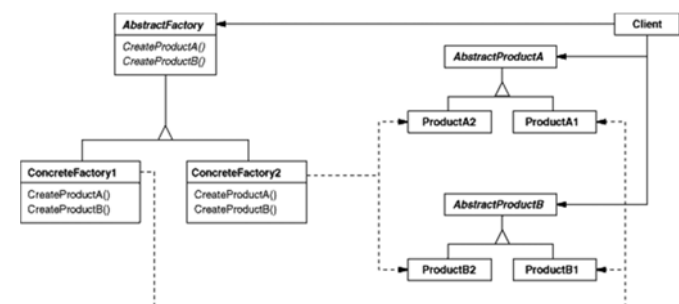 AbstractFactory
CreateProductA()
CreateProductB()
Client
AbstractProductA
ProductA2
ProductA1
ConcreteFactory1
CreateProductA()
CreateProductB()
ConcreteFactory2
CreateProductA()
CreateProductB()
AbstractProductB
ProductB2
ProductB1